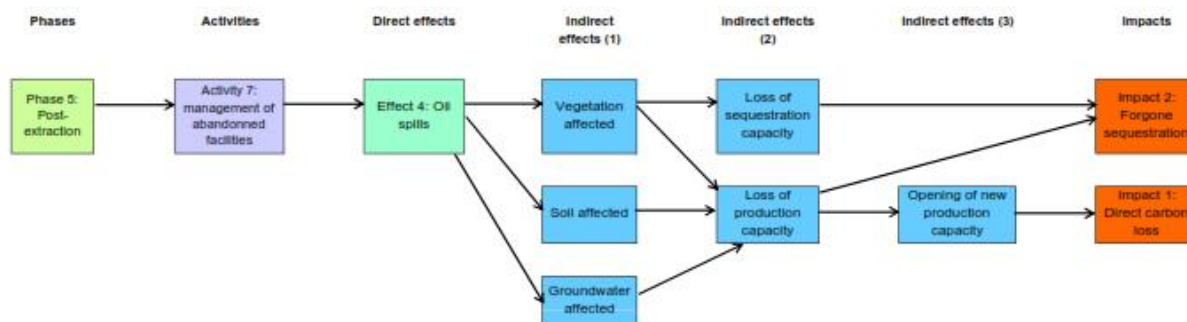 Phases
Activities
Direct effects
Indirect
effects (1)
Indirect effects
(2)
Indirect effects (3)
Impacts
Phase 5:
Post-
extraction
Activity 7:
management of
abandonned
facilities
Effect 4: Oil
spills
Vegetation
affected
Loss of
sequestration
capacity
Impact 2:
Forgone
sequestration
Soil affected
Loss of
production
capacity
Opening of new
production
capacity
Impact 1:
Direct carbon
loss
Groundwater
affected